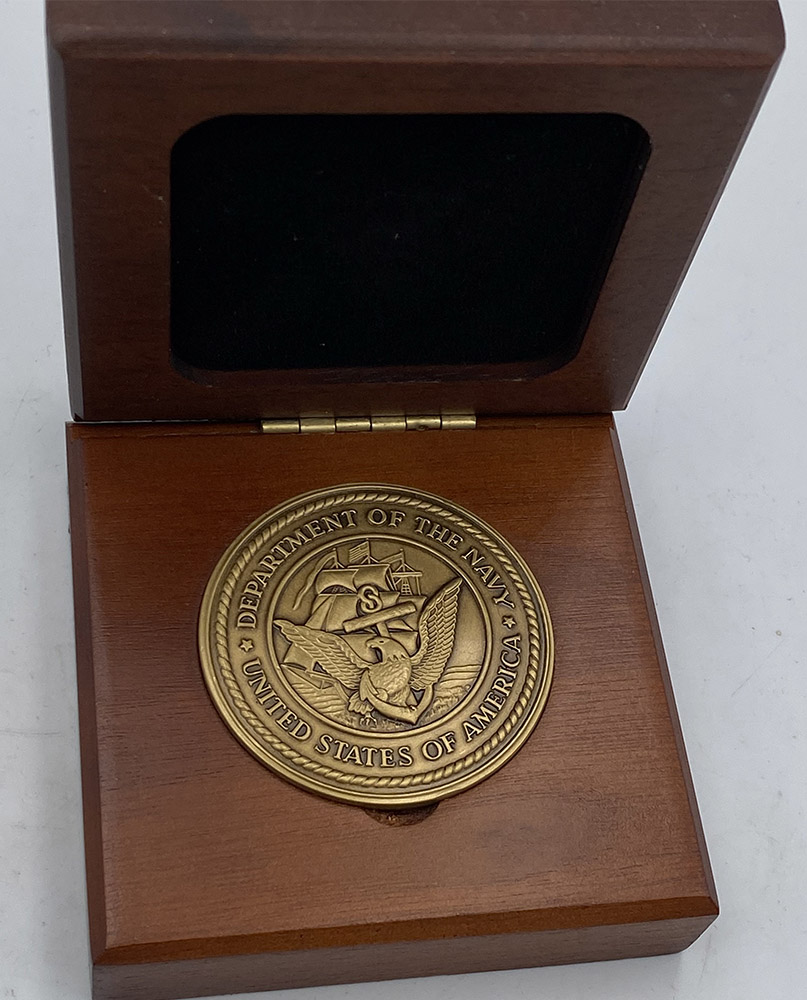 DEPARTMENT OF THE NAVY
UNITED STATES OF AMERICA